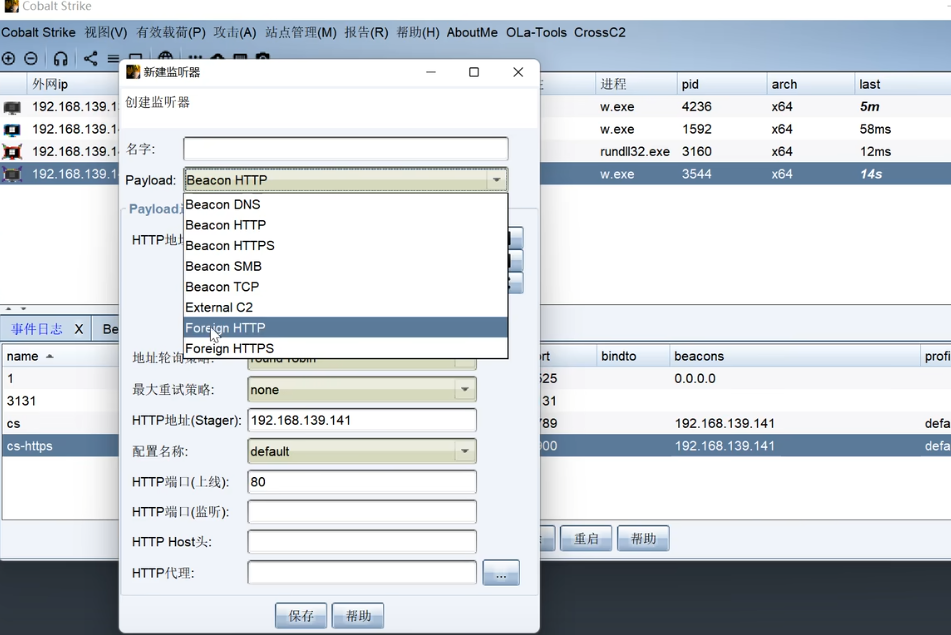 Cobalt Strike
Cobalt Strike 视图(V) 有效载荷(P) 攻击(A) 站点管理(M) 报告(R) 帮助(H) AboutMe OLa-Tools CrossC2
外网ip 进程 pid arch last
192.168.139.1 w.exe 4236 x64 5m
192.168.139.1 w.exe 1592 x64 58ms
192.168.139.1 rundll32.exe 3160 x64 12ms
192.168.139.1 w.exe 3544 x64 14s
新建监听器
创建监听器
名字:
Payload: Beacon HTTP
Payload
HTTP地
Beacon DNS
Beacon HTTP
Beacon HTTPS
Beacon SMB
Beacon TCP
External C2
Foreign HTTP
Foreign HTTPS
地址轮询策略: round robin
最大重试策略: none
HTTP地址(Stager): 192.168.139.141
配置名称: default
HTTP端口(上线): 80
HTTP端口(监听):
HTTP Host头:
HTTP代理: ...
保存 帮助
事件日志 X Be
name rt bindto beacons profi
1 525 0.0.0.0
3131 31
cs 789 192.168.139.141 defa
cs-https 000 192.168.139.141 defa
重启 帮助